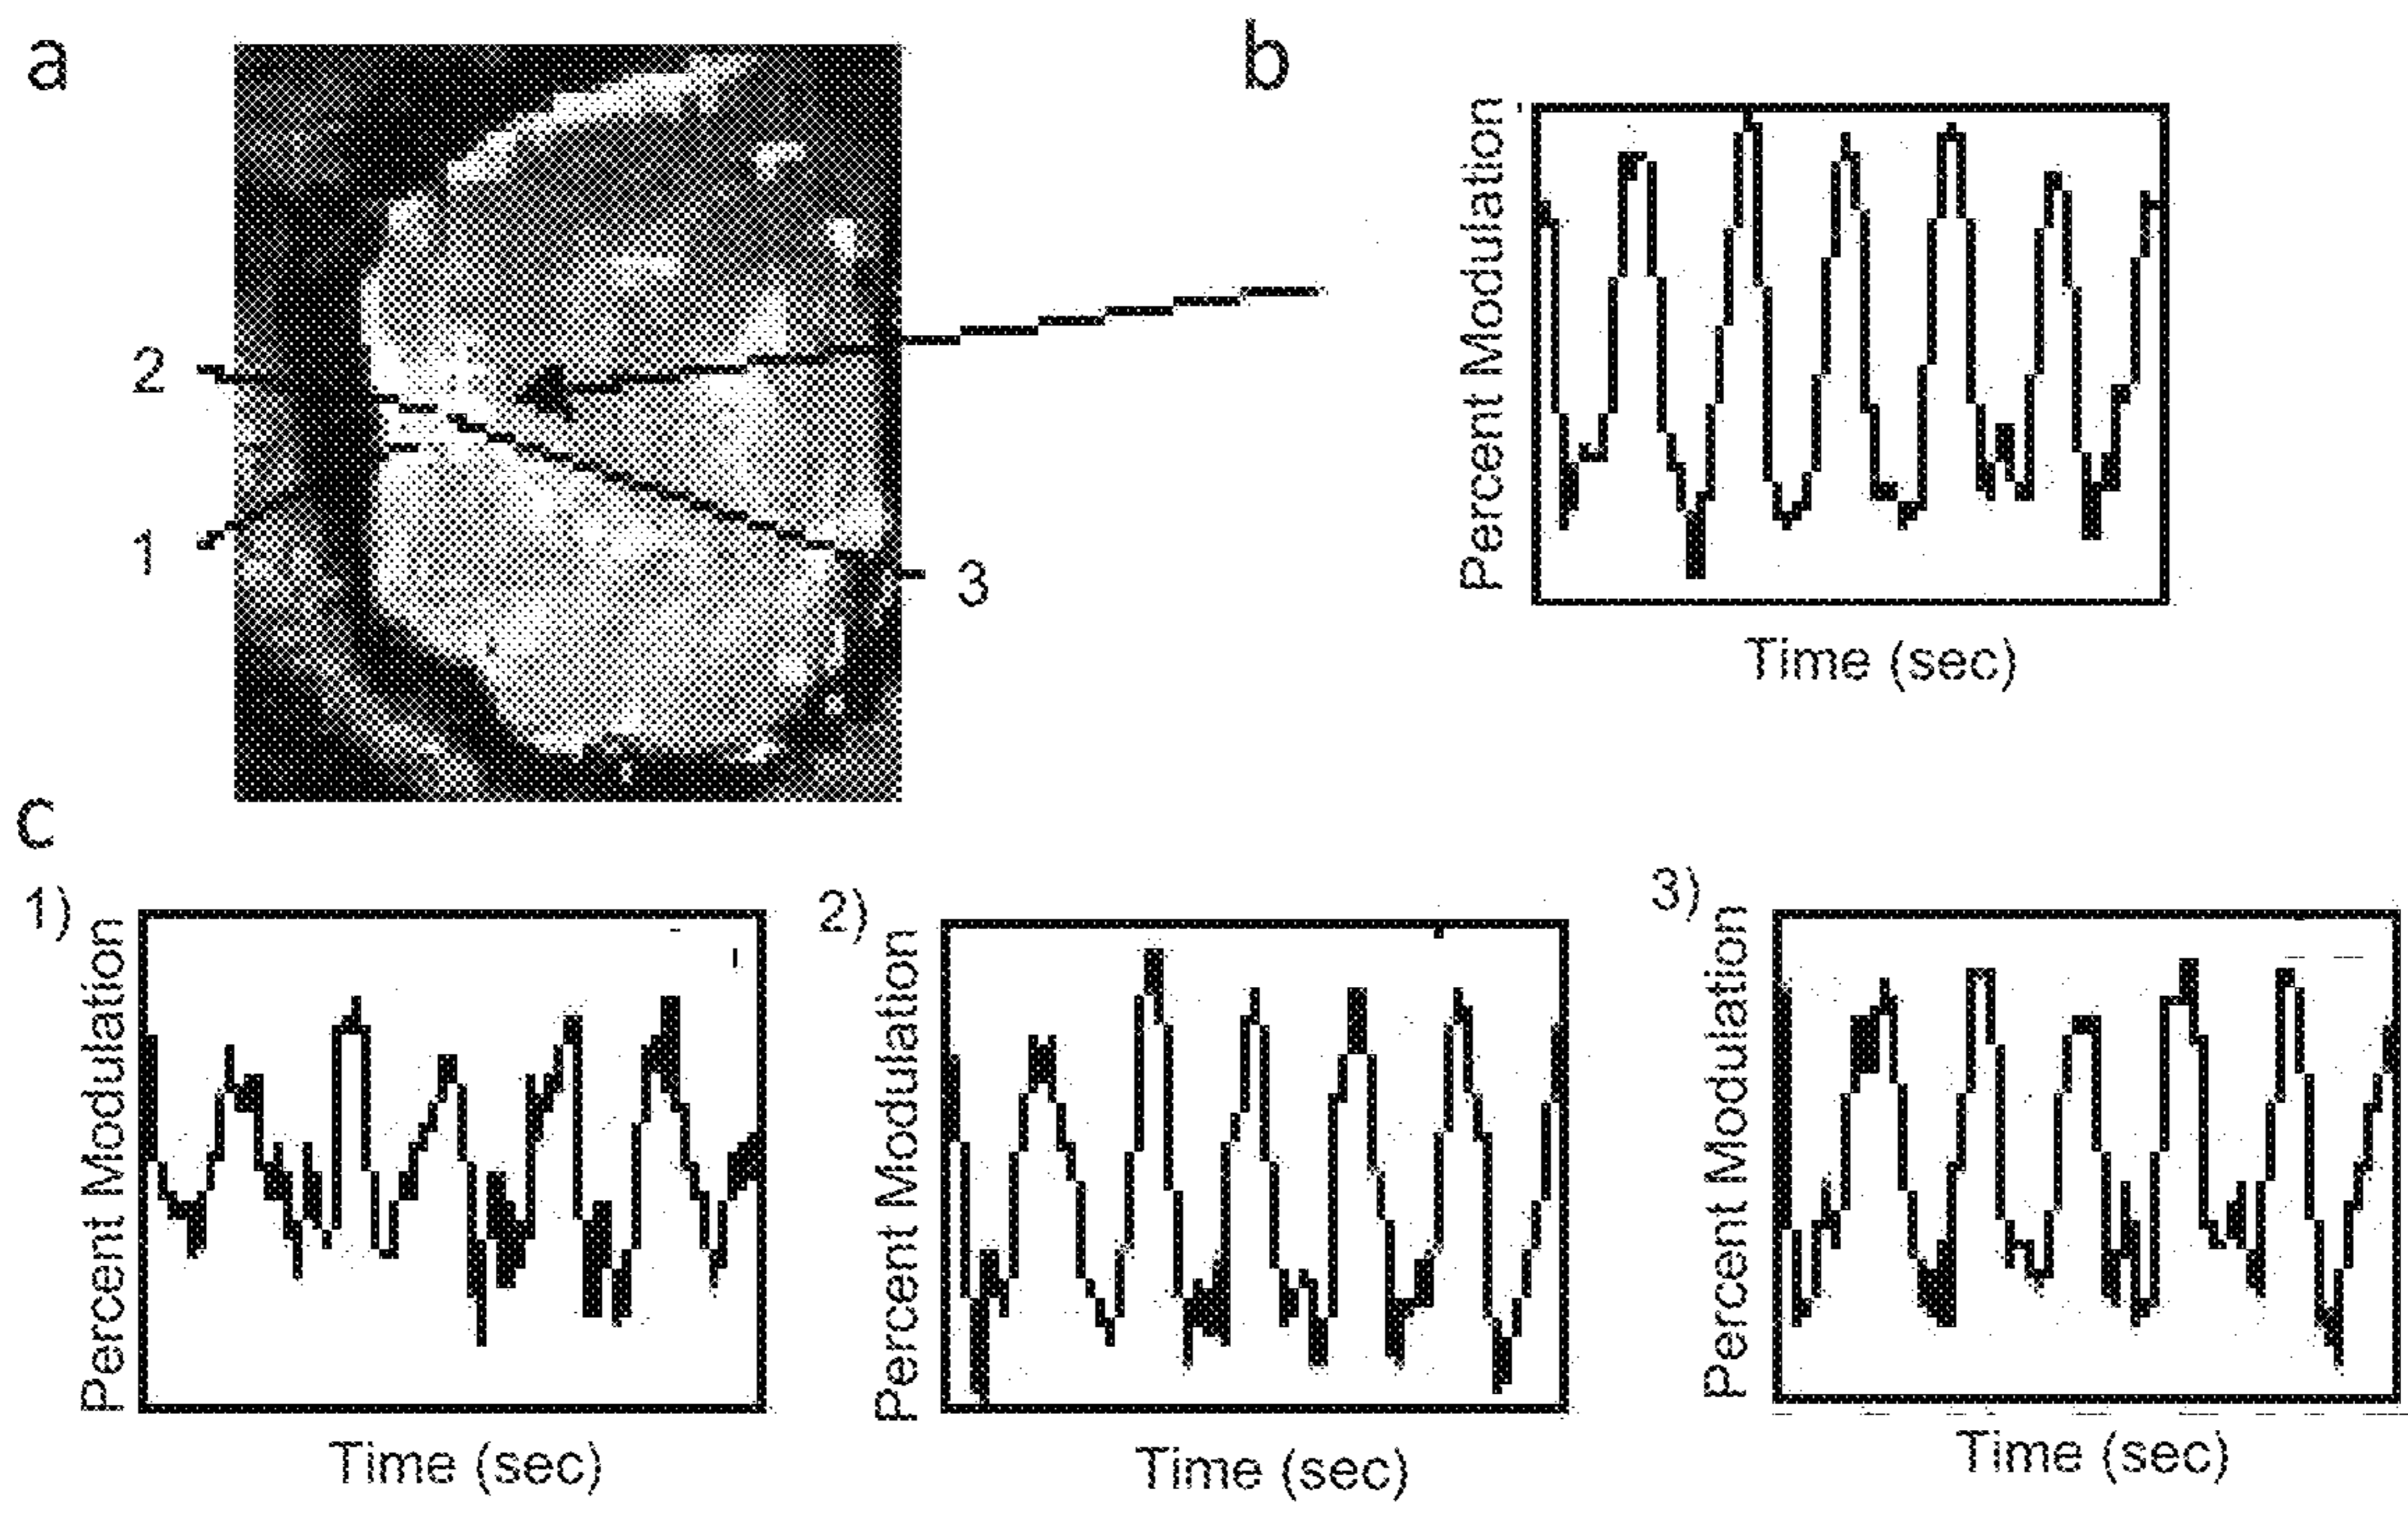 a
b
Percent Modulation
Time (sec)
2
1
3
c
1)
Percent Modulation
Time (sec)
2)
Percent Modulation
Time (sec)
3)
Percent Modulation
Time (sec)